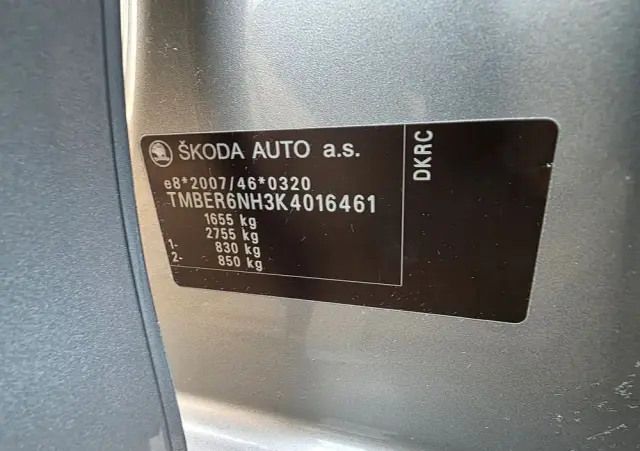 ŠKODA AUTO a.s.
e8*2007/46*0320
TMBER6NH3K4016461
1655 kg
2755 kg
1- 830 kg
2- 850 kg
DKRC